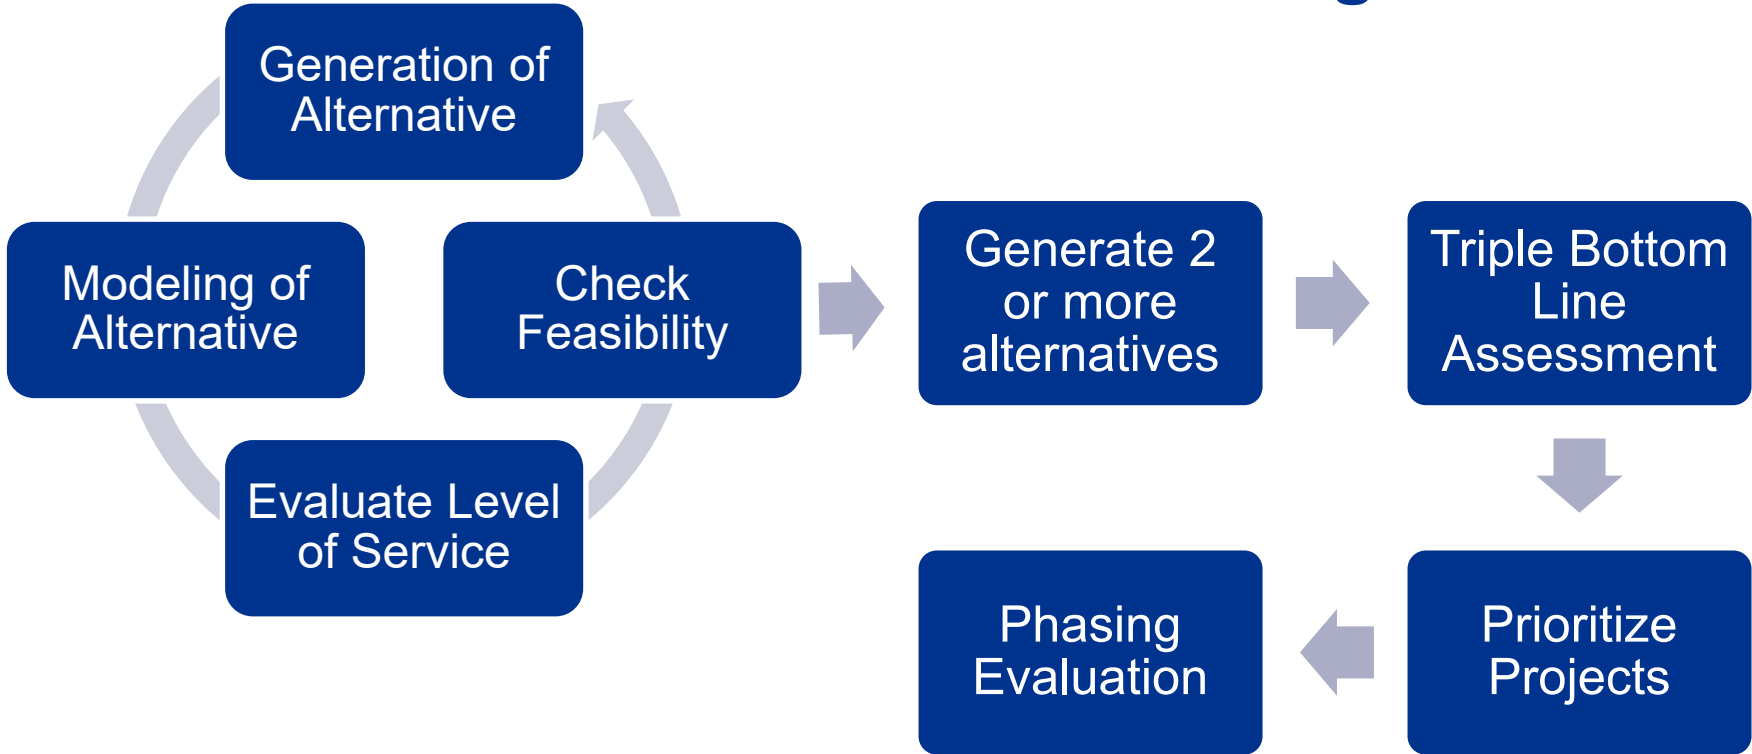 Generation of
Alternative
Modeling of
Alternative
Check
Feasibility
Evaluate Level
of Service
Generate 2
or more
alternatives
Triple Bottom
Line
Assessment
Phasing
Evaluation
Prioritize
Projects